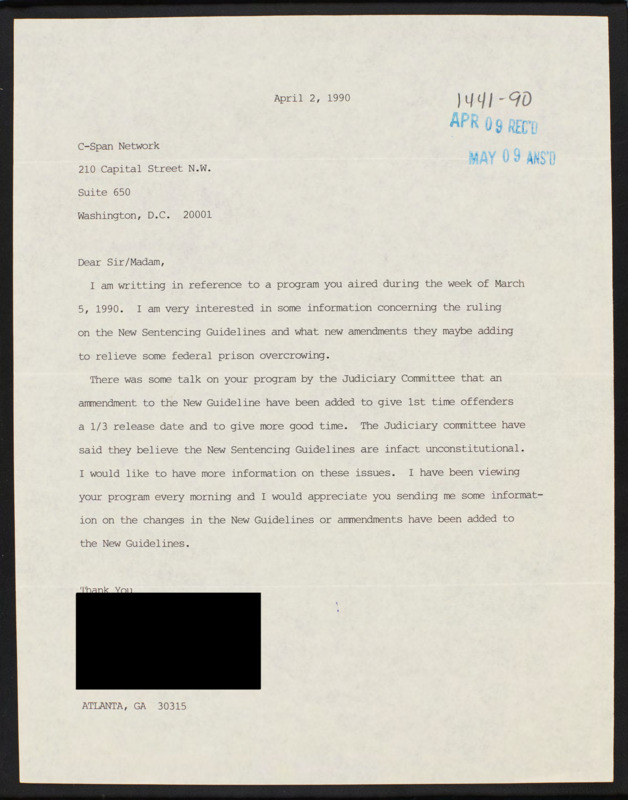 April 2, 1990
1441-90
APR 09 REC'D
MAY 09 ANS'D
C-Span Network
210 Capital Street N.W.
Suite 650
Washington, D.C.  20001
Dear Sir/Madam,
I am writting in reference to a program you aired during the week of March
5, 1990.  I am very interested in some information concerning the ruling
on the New Sentencing Guidelines and what new amendments they maybe adding
to relieve some federal prison overcrowing.
There was some talk on your program by the Judiciary Committee that an
ammendment to the New Guideline have been added to give 1st time offenders
a 1/3 release date and to give more good time.  The Judiciary committee have
said they believe the New Sentencing Guidelines are infact unconstitutional.
I would like to have more information on these issues.  I have been viewing
your program every morning and I would appreciate you sending me some informat-
ion on the changes in the New Guidelines or ammendments have been added to
the New Guidelines.
Thank You
ATLANTA, GA  30315